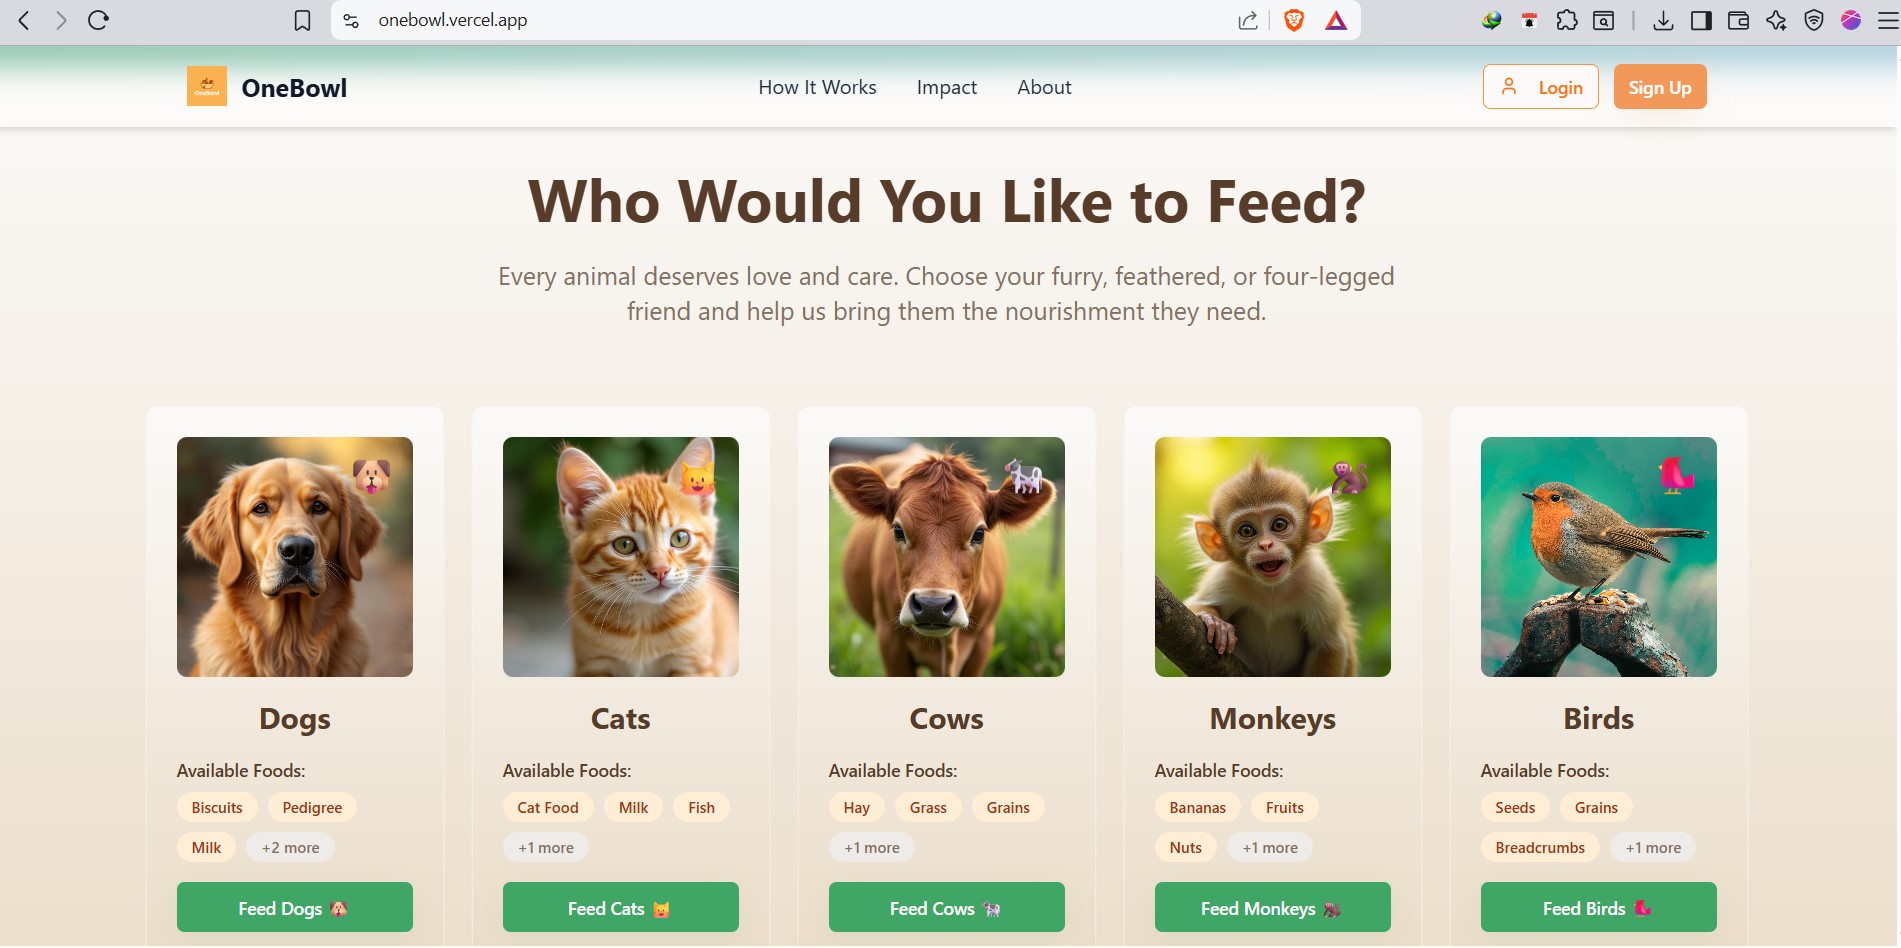 onebowl.vercel.app
OneBowl
How It Works
Impact
About
Login
Sign Up
Who Would You Like to Feed?
Every animal deserves love and care. Choose your furry, feathered, or four-legged
friend and help us bring them the nourishment they need.
Dogs
Available Foods:
Biscuits
Pedigree
Milk
+2 more
Feed Dogs
Cats
Available Foods:
Cat Food
Milk
Fish
+1 more
Feed Cats
Cows
Available Foods:
Hay
Grass
Grains
+1 more
Feed Cows
Monkeys
Available Foods:
Bananas
Fruits
Nuts
+1 more
Feed Monkeys
Birds
Available Foods:
Seeds
Grains
Breadcrumbs
+1 more
Feed Birds